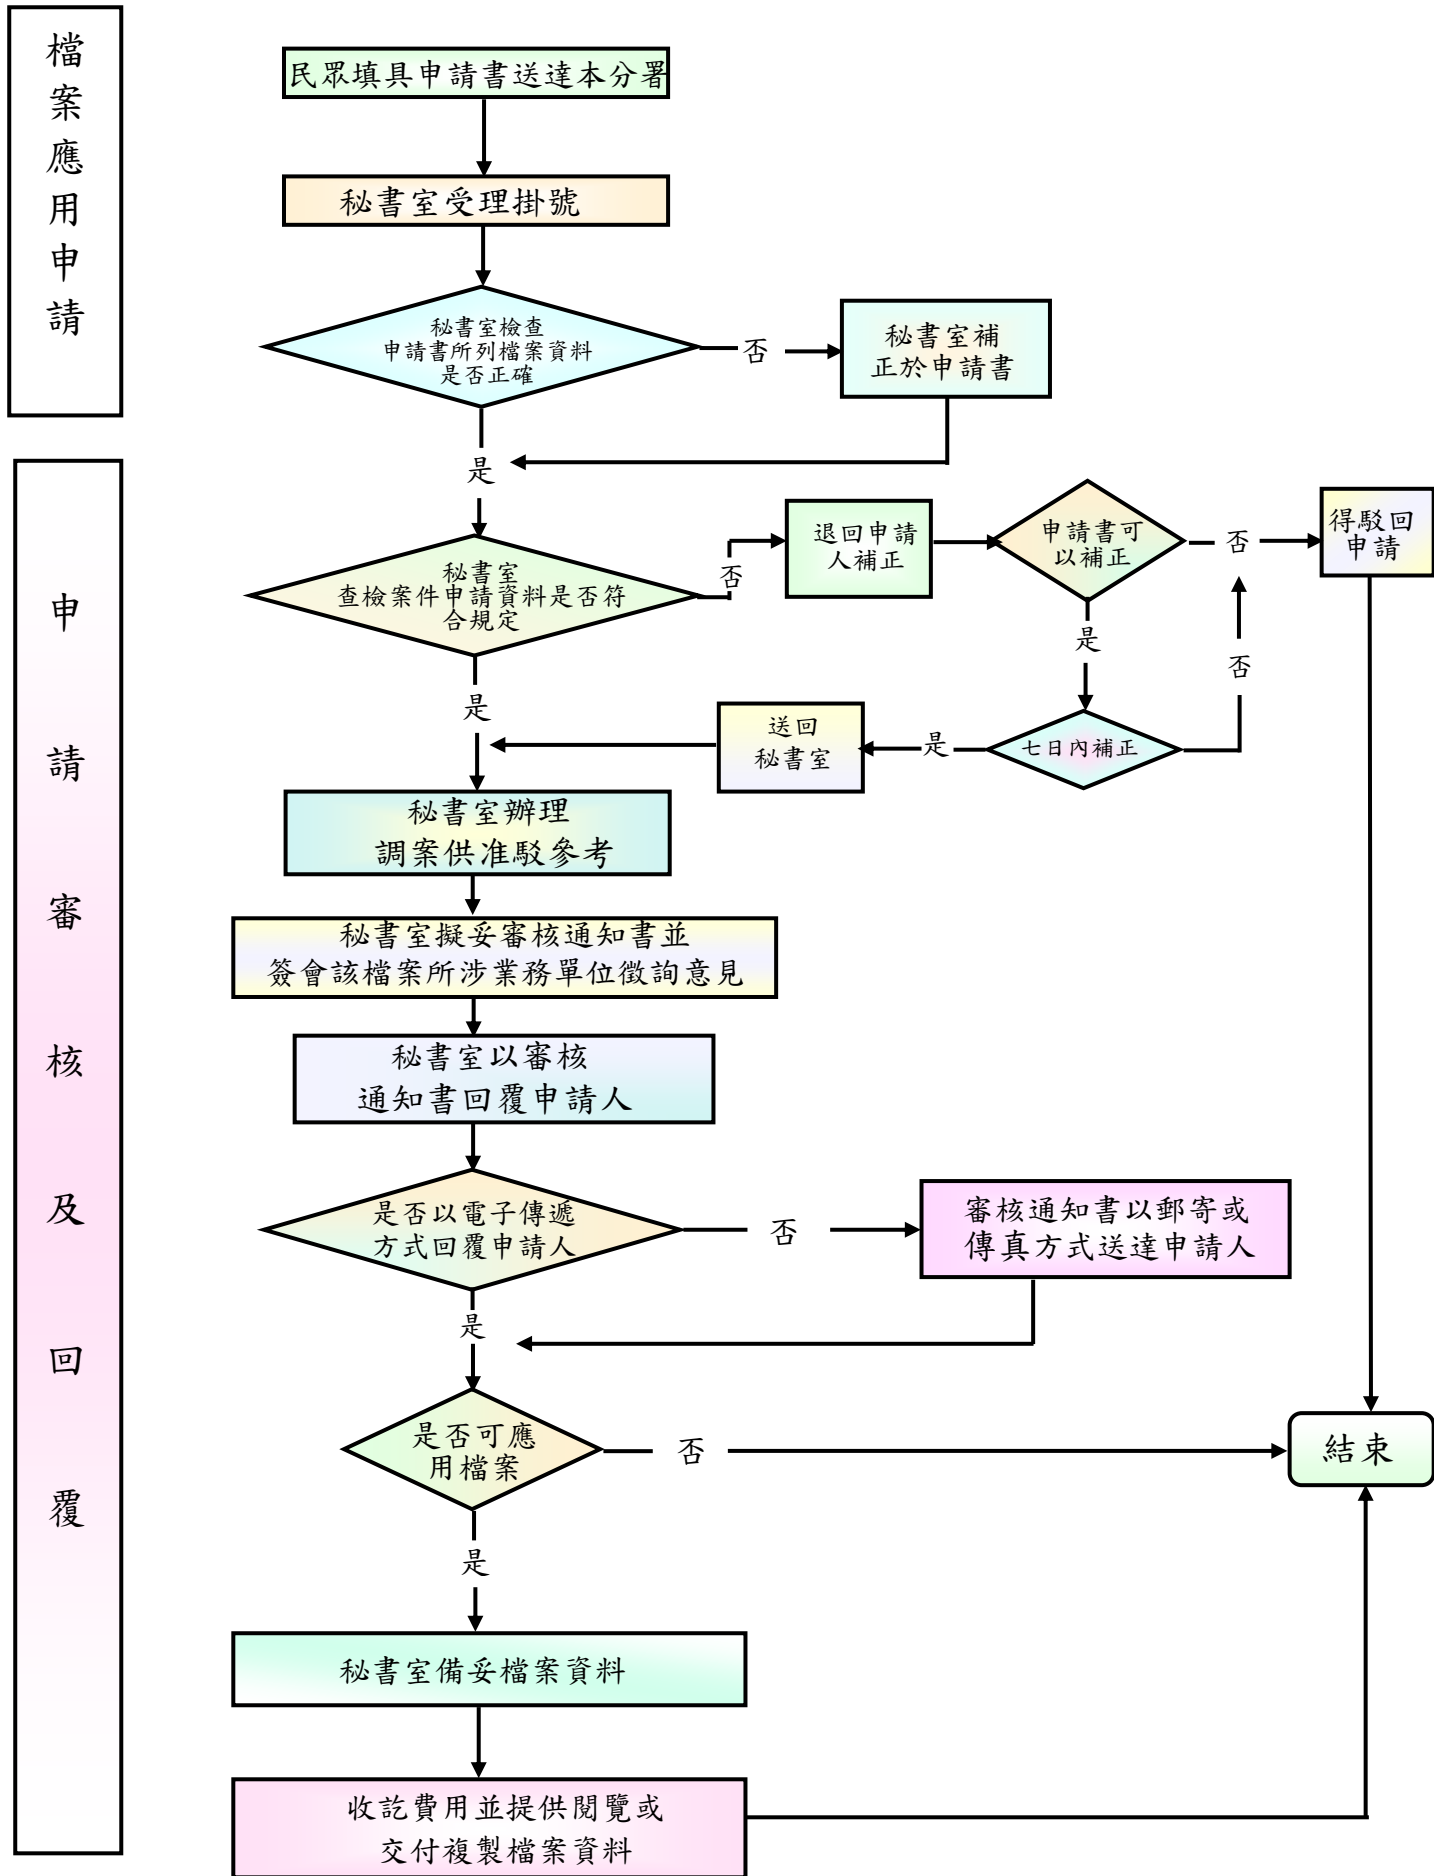 檔案應用申請
民眾填具申請書送達本分署
秘書室受理掛號
秘書室檢查
申請書所列檔案資料
是否正確
否
秘書室補
正於申請書
是
申請審核及回覆
秘書室
查檢案件申請資料是否符
合規定
否
退回申請
人補正
申請書可
以補正
否
得駁回
申請
是
否
是
七日內補正
是
送回
秘書室
秘書室辦理
調案供准駁參考
秘書室擬妥審核通知書並
簽會該檔案所涉業務單位徵詢意見
秘書室以審核
通知書回覆申請人
是否以電子傳遞
方式回覆申請人
否
審核通知書以郵寄或
傳真方式送達申請人
是
是否可應
用檔案
否
結束
是
秘書室備妥檔案資料
收訖費用並提供閱覽或
交付複製檔案資料